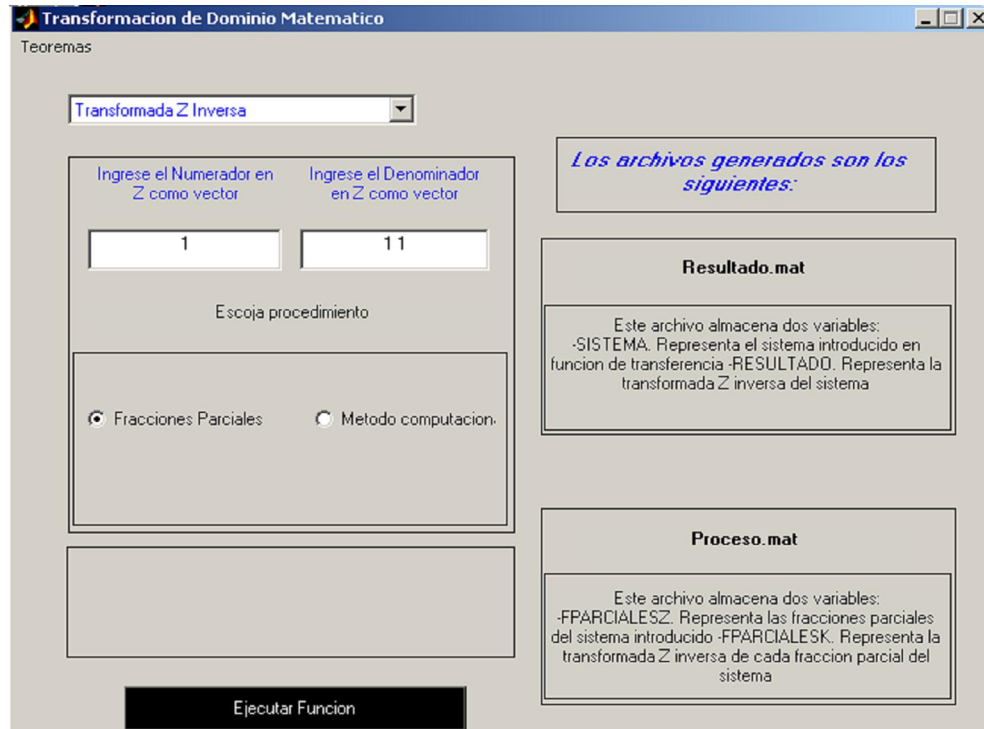 Transformacion de Dominio Matematico
Teoremas
Transformada Z Inversa
Ingrese el Numerador en
Z como vector
Ingrese el Denominador
en Z como vector
1
1 1
Escoja procedimiento
Fracciones Parciales
Metodo computacion
Ejecutar Funcion
Los archivos generados son los
siguientes:
Resultado.mat
Este archivo almacena dos variables:
-SISTEMA. Representa el sistema introducido en
funcion de transferencia -RESULTADO. Representa la
transformada Z inversa del sistema
Proceso.mat
Este archivo almacena dos variables:
-FPARCIALESZ. Representa las fracciones parciales
del sistema introducido -FPARCIALESK. Representa la
transformada Z inversa de cada fraccion parcial del
sistema